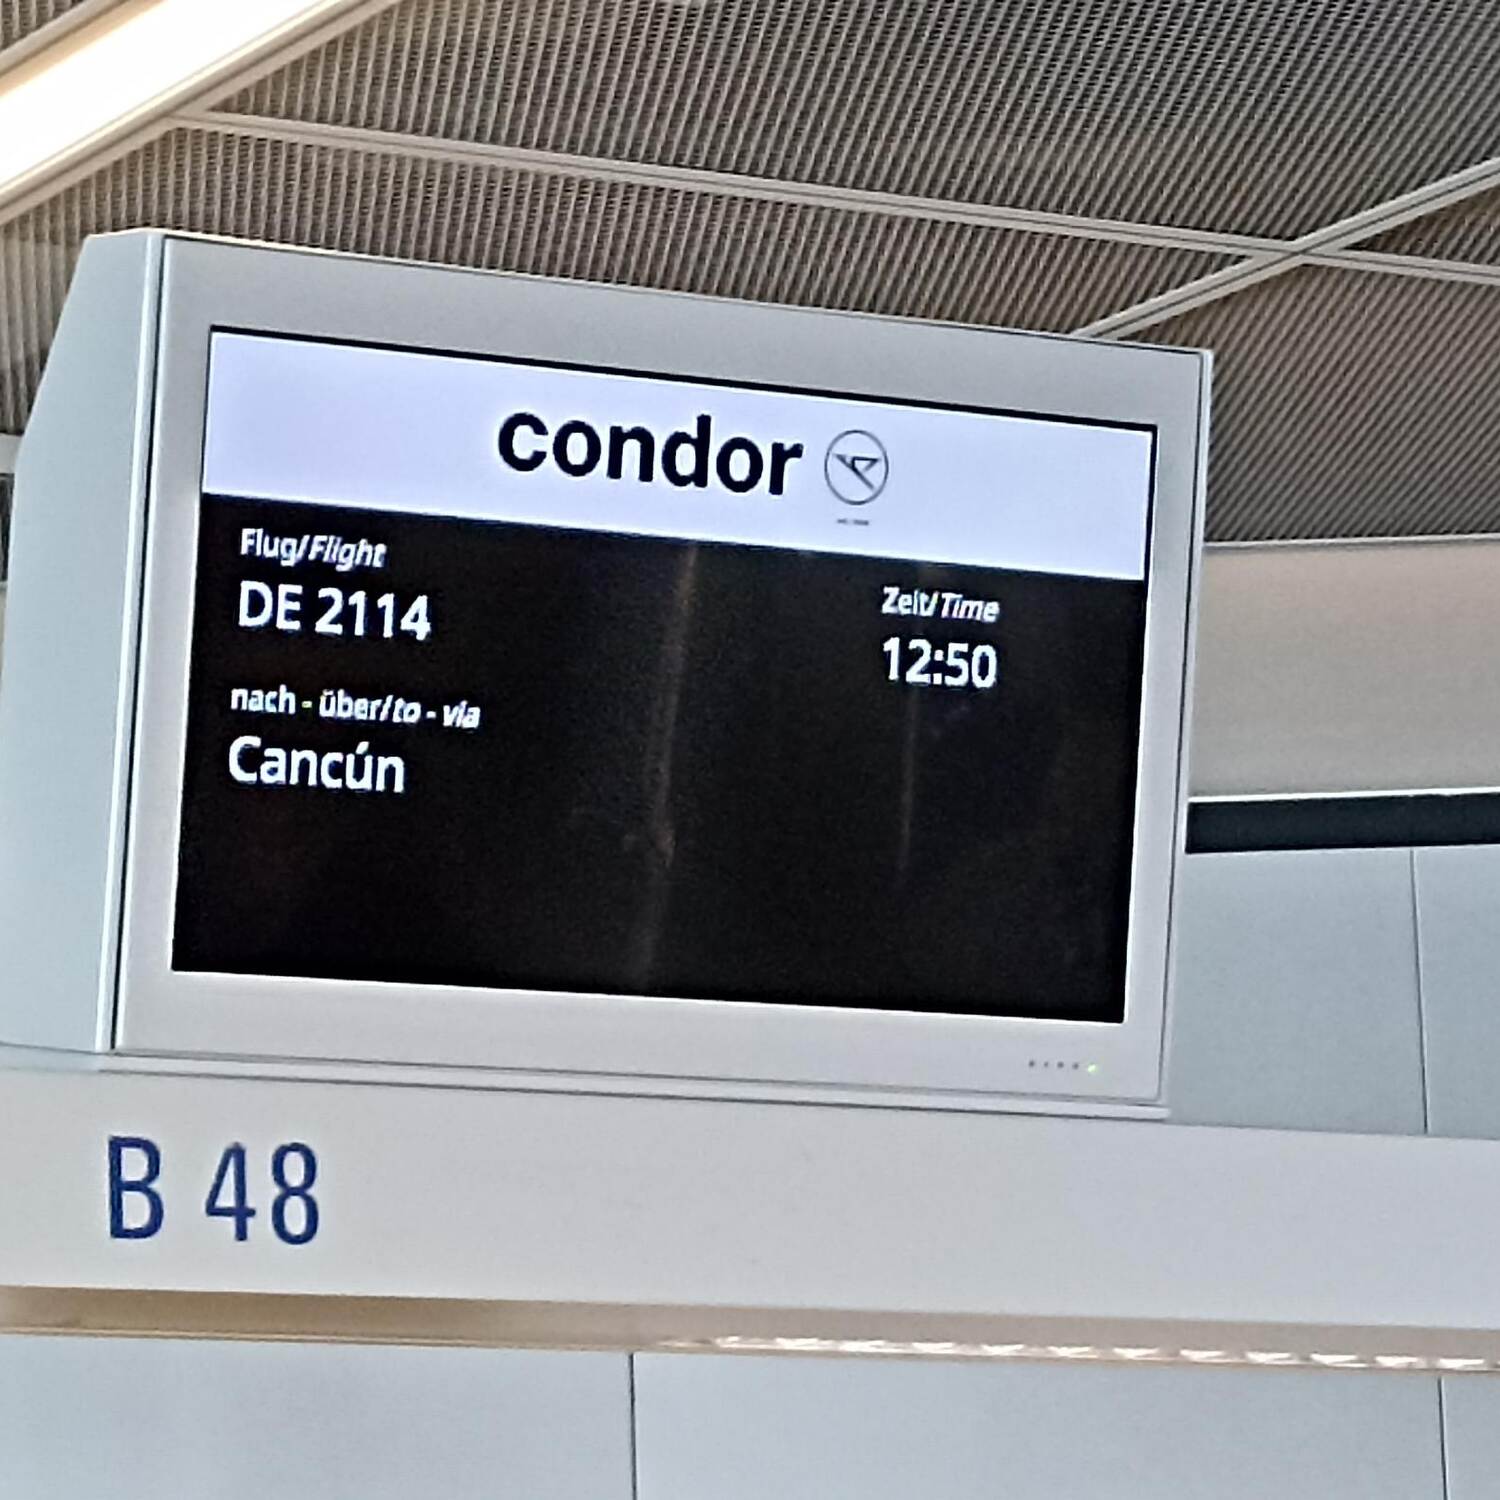 condor
Flug/Flight
DE 2114
Zeit/Time
12:50
nach - über/to - via
Cancún
B 48